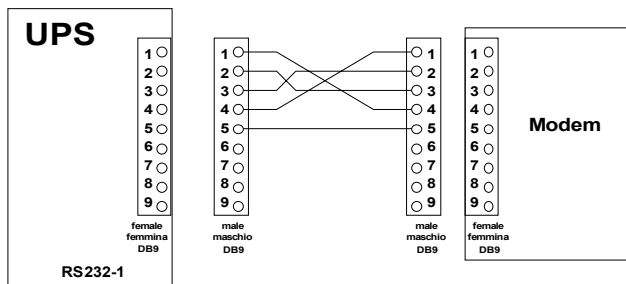 UPS
1 1 1 1
2 2 2 2
3 3 3 3
4 4 4 4
5 5 5 5
6 6 6 6
7 7 7 7
8 8 8 8
9 9 9 9
Modem
female male male female
femmina maschio maschio femmina
DB9 DB9 DB9 DB9
RS232-1